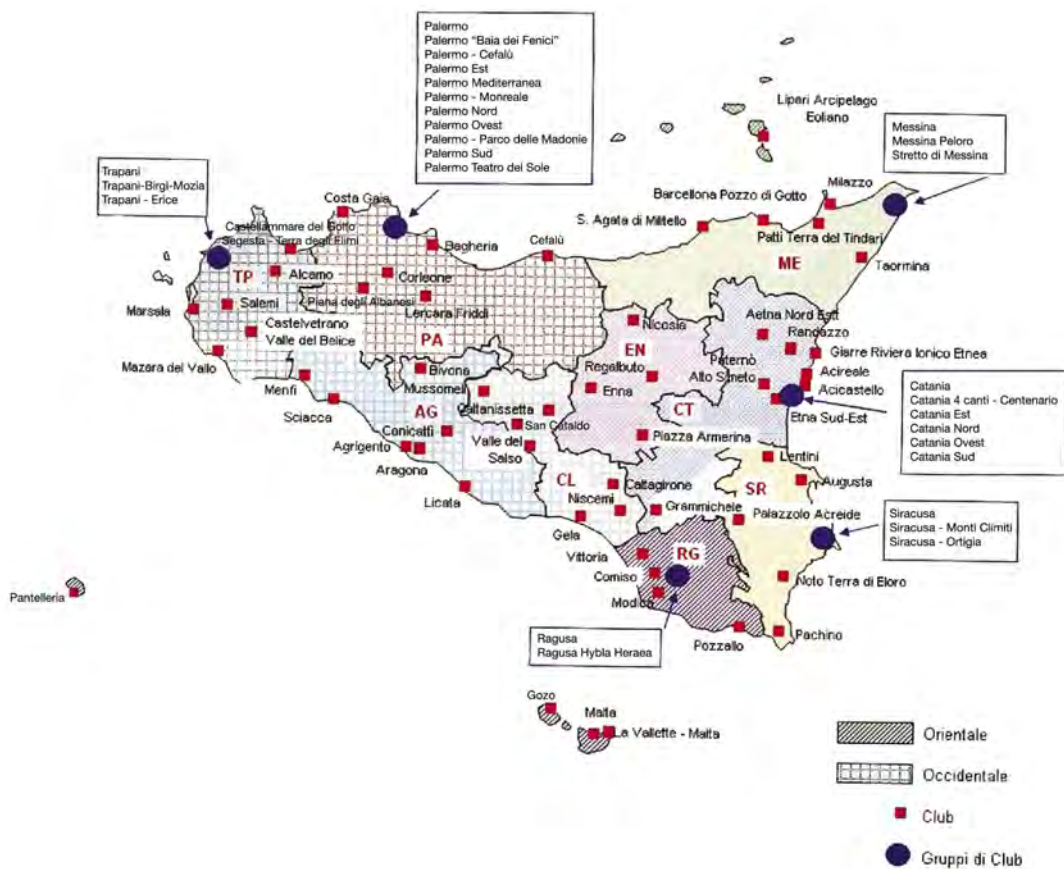 Palermo
Palermo "Baia dei Fenici"
Palermo - Cefalù
Palermo Est
Palermo Mediterranea
Palermo - Monreale
Palermo Nord
Palermo Ovest
Palermo - Parco delle Madonie
Palermo Sud
Palermo Teatro del Sole
Lipari Arcipelago
Eoliano
Messina
Messina Peloro
Stretto di Messina
Trapani
Trapani-Birgi-Mozia
Trapani - Erice
Costa Gaia
Barcellona Pozzo di Gotto
Milazzo
S. Agata di Militello
Castellammare del Golfo
Segesta - Terra degli Elimi
Bagheria
Cefalù
Patti Terra del Tindari
ME
Taormina
TP
Alcamo
Corleone
Piana degli Albanesi
Salemi
Lercara Friddi
Marsala
Castelvetrano
Valle del Belice
PA
Nicosia
Aetna Nord Est
Randazzo
EN
Giarre Riviera Ionico Etnea
Mazara del Vallo
Menfi
Bivona
Mussomeli
Regalbuto
Paternò
Acireale
Enna
Acicastello
Sciacca
AG
Caltanissetta
CT
Etna Sud-Est
Catania
Catania 4 canti - Centenario
Catania Est
Catania Nord
Catania Ovest
Catania Sud
San Cataldo
Canicattì
Valle del
Salso
Piazza Armerina
Agrigento
Aragona
Lentini
Licata
CL
Caltagirone
Niscemi
SR
Augusta
Grammichele
Palazzolo Acreide
Gela
Siracusa
Siracusa - Monti Climiti
Siracusa - Ortigia
Vittoria
RG
Comiso
Modica
Noto Terra di Eloro
Pantelleria
Ragusa
Ragusa Hybla Heraea
Pozzallo
Pachino
Gozo
Malta
La Vallette - Malta
Orientale
Occidentale
Club
Gruppi di Club